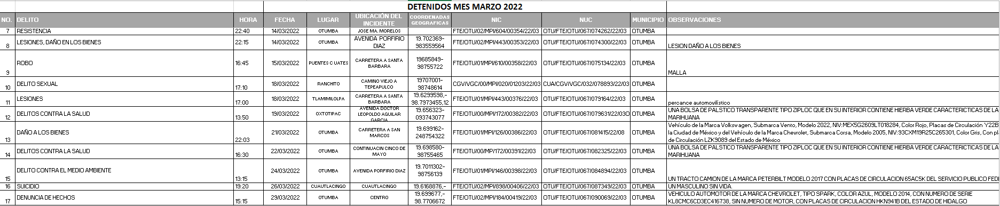 DETENIDOS MES MARZO 2022
NO. DELITO HORA FECHA LUGAR UBICACIÓN DEL INCIDENTE COORDENADAS GEOGRAFICAS NIC NUC MUNICIPIO OBSERVACIONES
7 RESISTENCIA 22:40 14/03/2022 OTUMBA JOSE MA. MORELOS FTE/OTU/02/MPI/604/00354/22/03 OTU/FTE/OTU/067/074262/22/03 OTUMBA
8 LESIONES, DAÑO EN LOS BIENES 22:15 14/03/2022 OTUMBA AVENIDA PORFIRIO DIAZ 19.702369-983559564 FTE/OTU/02/MPI/443/00353/22/03 OTU/FTE/OTU/067/074300/22/03 OTUMBA LESION DAÑO A LOS BIENES
9 ROBO 16:45 15/03/2022 PUENTES CUATES CARRETERA A SANTA BARBARA 19685849-98755722 FTE/OTU/01/MPI/610/00358/22/03 OTU/FTE/OTU/067/075134/22/03 OTUMBA MALLA
10 DELITO SEXUAL 17:10 18/03/2022 RANCHITO CAMINO VIEJO A TEPEAPULCO 19707001-98748614 CGV/VGC/00/MPI/020/01203/22/03 CUA/CGV/VGC/032/078893/22/03 OTUMBA
11 LESIONES 17:00 18/03/2022 TLAMIMILOLPA CARRETERA A SANTA BARBARA 19.6299598,-98.7973455,12 FTE/OTU/01/MPI/443/00376/22/03 OTU/FTE/OTU/067/079164/22/03 OTUMBA percance automovilístico
12 DELITOS CONTRA LA SALUD 13:50 19/03/2022 OXTOTIPAC AVENIDA DOCTOR LEOPOLDO AGUILAR GARCIA 19.656323-093743077 FTE/OTU/00/MPI/172/00382/22/03 OTU/FTE/OTU/067/079631/22/03O OTUMBA UNA BOLSA DE PALSTICO TRANSPARENTE TIPO ZIPLOC QUE EN SU INTERIOR CONTIENE HIERBA VERDE CARACTERICTICAS DE LA
MARIHUANA
13 DAÑO A LOS BIENES 22:03 21/03/2022 OTUMBA CARRETERA A SAN MARCOS 19.699162-248754322 FTE/OTU/01/MPI/126/00386/22/03 OTU/FTE/OTU/067/081415/22/08 OTUMBA Vehículo de la Marca Volkswagen, Submarca Vento, Modelo 2022, NIV:MEX5G2609LT018284, Color Rojo, Placas de Circulación Y22B
la Ciudad de México y del Vehículo de la Marca Chevrolet, Submarca Corsa, Modelo 2005, NIV:93CXM19R25C265301, Color Gris, Con pl
de Circulación LZK9089 del Estado de México
14 DELITOS CONTRA LA SALUD 16:30 22/03/2022 OTUMBA CONTINUACIN CINCO DE MAYO 19.698580-98755465 FTE/OTU/00/MP/172/00391/22/03 OTU/FTE/OTU/067/082325/22/03 OTUMBA UNA BOLSA DE PALSTICO TRANSPARENTE TIPO ZIPLOC QUE EN SU INTERIOR CONTIENE HIERBA VERDE CARACTERICTICAS DE LA
MARIHUANA
15 DELITO CONTRA EL MEDIO AMBIENTE 13:15 24/03/2022 OTUMBA AVENIDA PORFIRIO DIAZ 19.7011302-98756139 FTE/OTU/01/MPI/146/00398/22/03 OTU/FTE/OTU/067/084894/22/03 OTUMBA UN TRACTO CAMION DE LA MARCA PETERBILT MODELO 2017 CON PLACAS DE CIRCULACION 65AC5K DEL SERVICIO PUBLICO FEDE
16 SUICIDIO 19:20 26/03/2022 CUAUTLACINGO CUAUTLACINGO 19.6168876,- FTE/OTU/02/MPI/898/00406/22/03 OTU/FTE/OTU/067/087349/22/03 OTUMBA UN MASCULINO SIN VIDA.
17 DENUNCIA DE HECHOS 15:15 29/03/2022 OTUMBA CENTRO 19.699677,-98.7706672 FTE/OTU/02/MPI/184/00419/22/03 OTU/FTE/OTU/067/090069/22/03 OTUMBA VEHICULO AUTOMOTOR DE LA MARCA CHEVROLET, TIPO SPARK, COLOR AZUL, MODELO 2014, CON NUMERO DE SERIE
KL8CMC6CD3EC416738, SIN NUMERO DE MOTOR, CON PLACAS DE CIRCULACION HKN941B DEL ESTADO DE HIDALGO